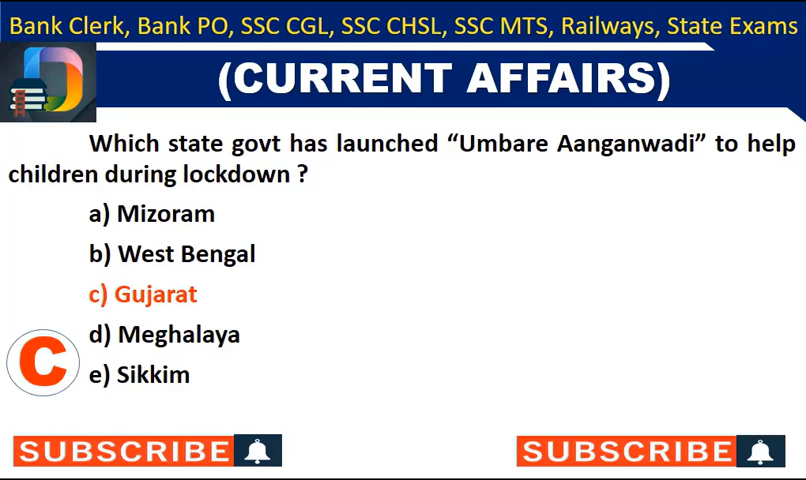 Bank Clerk, Bank PO, SSC CGL, SSC CHSL, SSC MTS, Railways, State Exams
(CURRENT AFFAIRS)
Which state govt has launched “Umbare Aanganwadi” to help
children during lockdown ?
a) Mizoram
b) West Bengal
c) Gujarat
d) Meghalaya
C
e) Sikkim
SUBSCRIBE
SUBSCRIBE